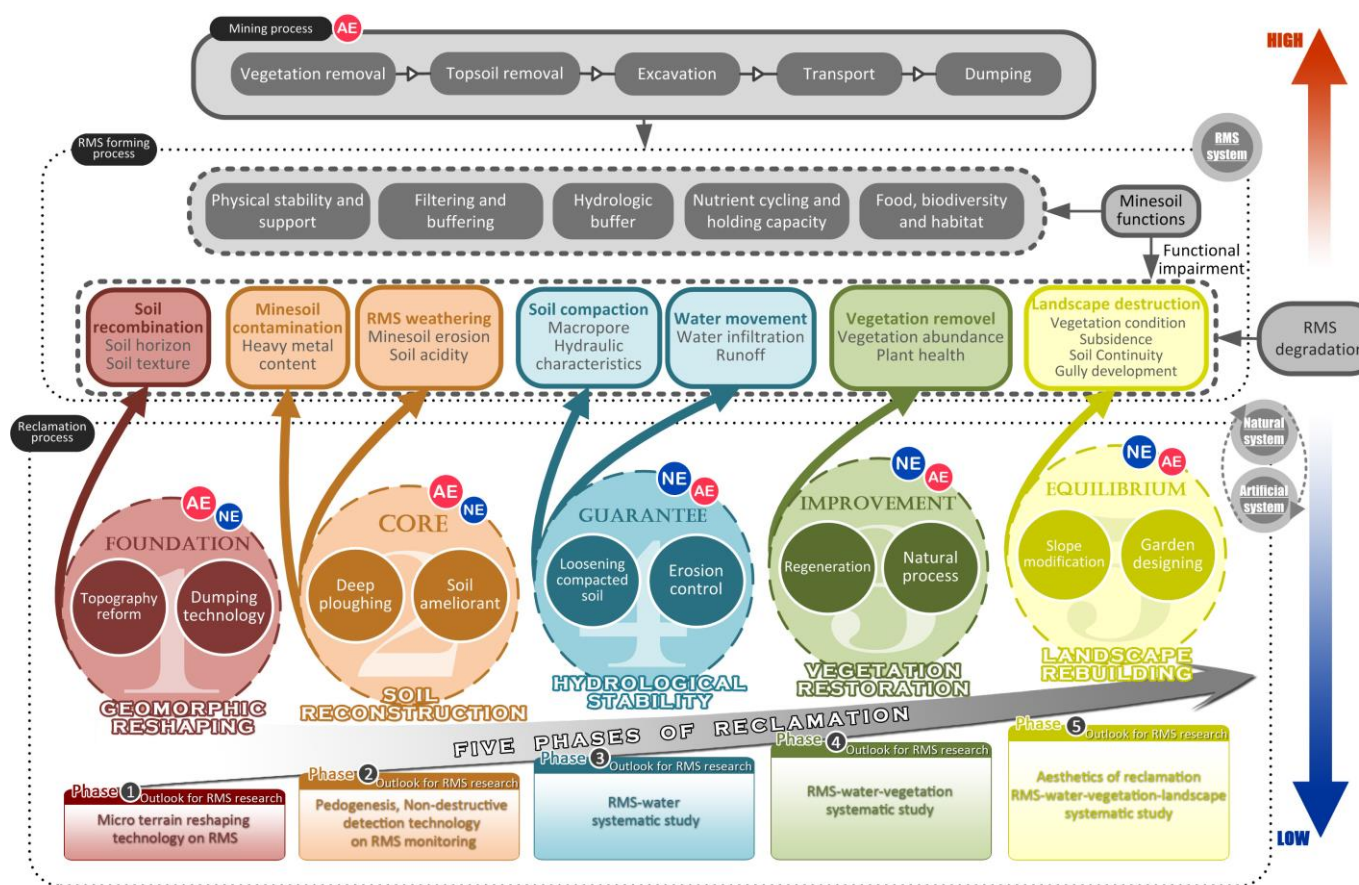 Mining process
AE
Vegetation removal
Topsoil removal
Excavation
Transport
Dumping
HIGH
RMS forming
process
RMS
system
Physical stability and
support
Filtering and
buffering
Hydrologic
buffer
Nutrient cycling and
holding capacity
Food, biodiversity
and habitat
Minesoil
functions
Functional
impairment
Soil
recombination
Soil horizon
Soil texture
Minesoil
contamination
Heavy metal
content
RMS weathering
Minesoil erosion
Soil acidity
Soil compaction
Macropore
Hydraulic
characteristics
Water movement
Water infiltration
Runoff
Vegetation removel
Vegetation abundance
Plant health
Landscape destruction
Vegetation condition
Subsidence
Soil Continuity
Gully development
RMS
degradation
Reclamation
process
Natural
system
Artificial
system
AE
NE
FOUNDATION
1
Topography
reform
Dumping
technology
GEOMORPHIC
RESHAPING
AE
NE
CORE
2
Deep
ploughing
Soil
ameliorant
SOIL
RECONSTRUCTION
NE
AE
GUARANTEE
4
Loosening
compacted
soil
Erosion
control
HYDROLOGICAL
STABILITY
NE
AE
IMPROVEMENT
3
Regeneration
Natural
process
VEGETATION
RESTORATION
NE
AE
EQUILIBRIUM
5
Slope
modification
Garden
designing
LANDSCAPE
REBUILDING
FIVE PHASES OF RECLAMATION
Phase 1
Outlook for RMS research
Micro terrain reshaping
technology on RMS
Phase 2
Outlook for RMS research
Pedogenesis, Non-destructive
detection technology
on RMS monitoring
Phase 3
Outlook for RMS research
RMS-water
systematic study
Phase 4
Outlook for RMS research
RMS-water-vegetation
systematic study
Phase 5
Outlook for RMS research
Aesthetics of reclamation
RMS-water-vegetation-landscape
systematic study
LOW